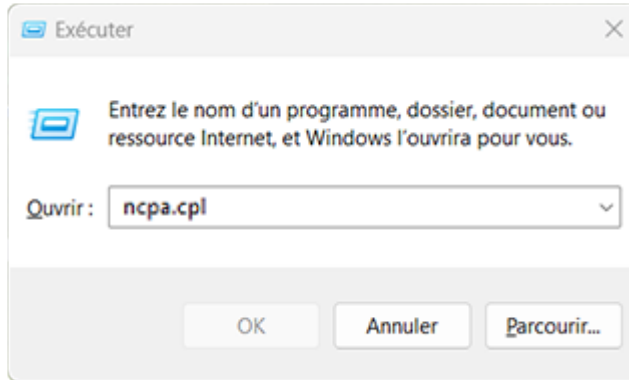 Exécuter
Entrez le nom d'un programme, dossier, document ou
ressource Internet, et Windows l'ouvrira pour vous.
Ouvrir : ncpa.cpl
OK Annuler Parcourir...